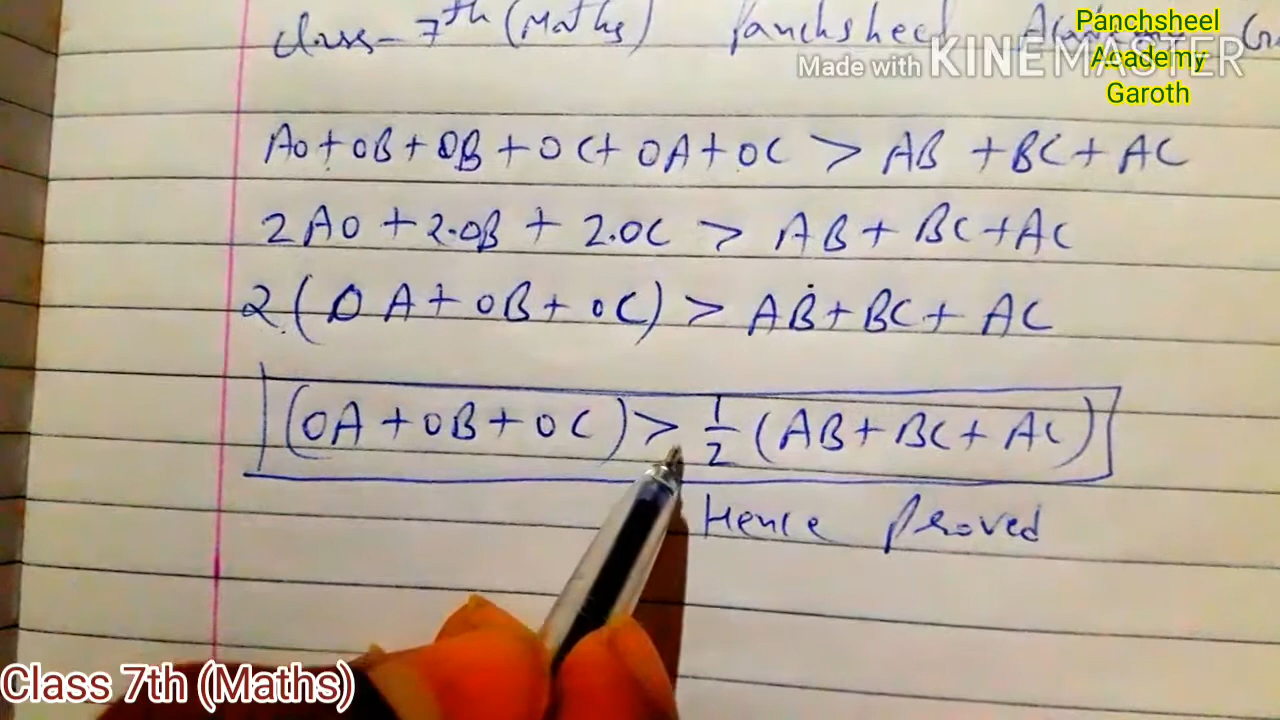 class - 7th (Maths) Panchsheel
Panchsheel
Academy
Garoth
Made with KINEMASTER
AO + OB + OB + OC + OA + OC > AB + BC + AC
2AO + 2.OB + 2.OC > AB + BC + AC
2(OA + OB + OC) > AB + BC + AC
(OA + OB + OC) > 1/2 (AB + BC + AC)
Hence Proved
Class 7th (Maths)